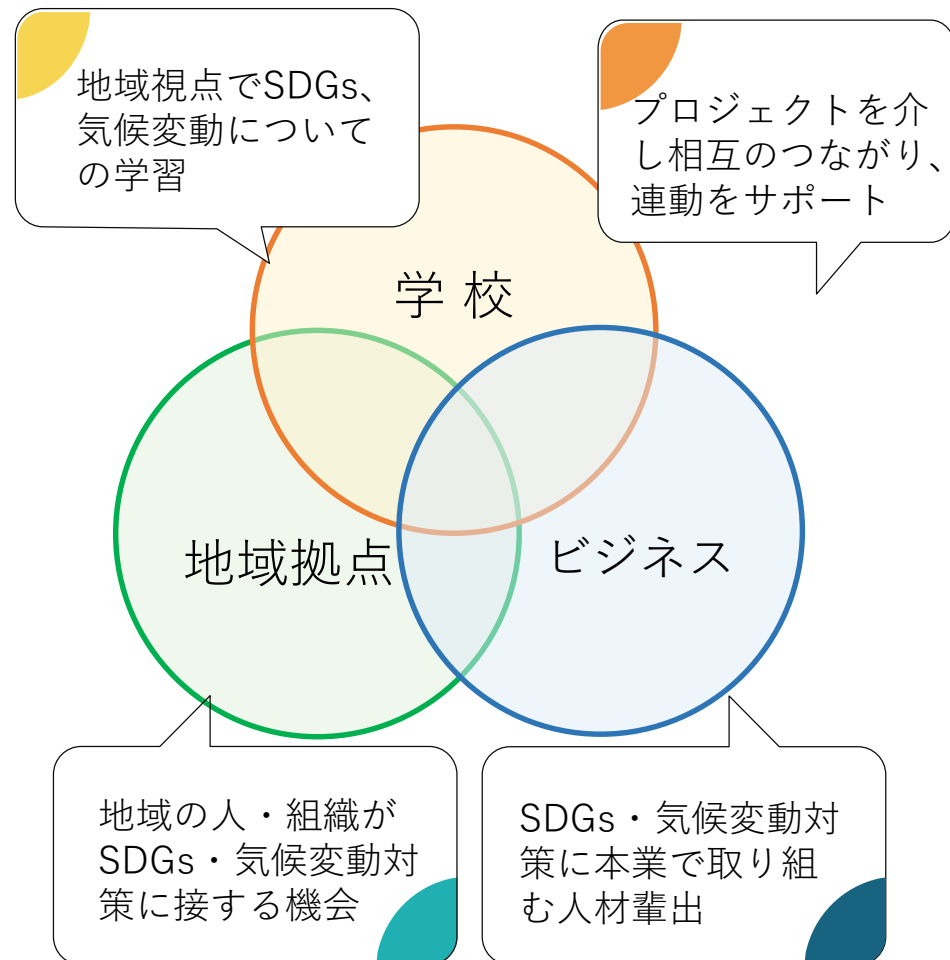 地域視点でSDGs、
気候変動について
の学習
プロジェクトを介
し相互のつながり、
連動をサポート
学校
地域拠点
ビジネス
地域の人・組織が
SDGs・気候変動対
策に接する機会
SDGs・気候変動対
策に本業で取り組
む人材輩出